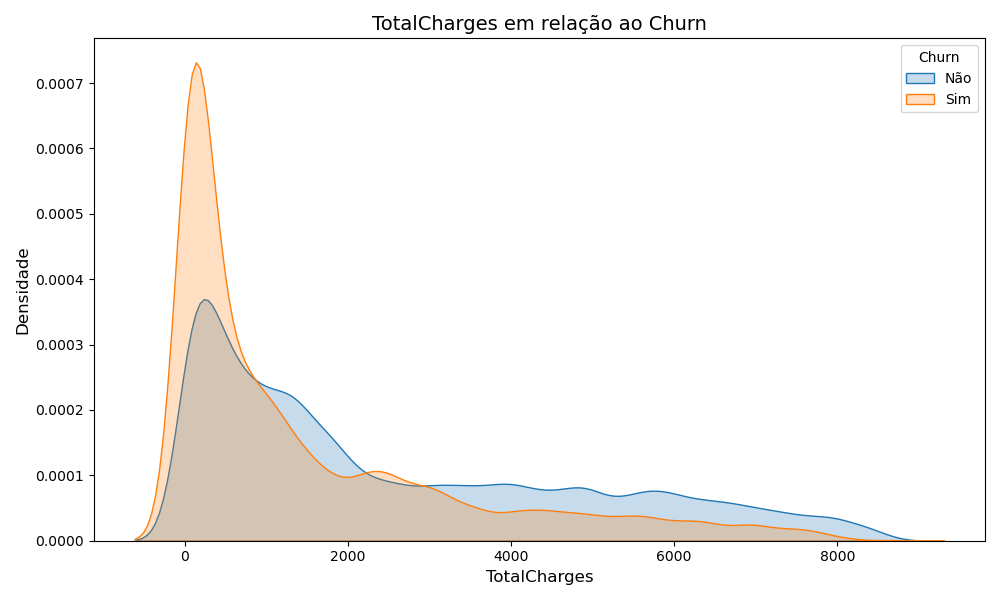 TotalCharges em relação ao Churn
Churn
Não
Sim
Densidade
0.0007
0.0006
0.0005
0.0004
0.0003
0.0002
0.0001
0.0000
0
2000
4000
6000
8000
TotalCharges